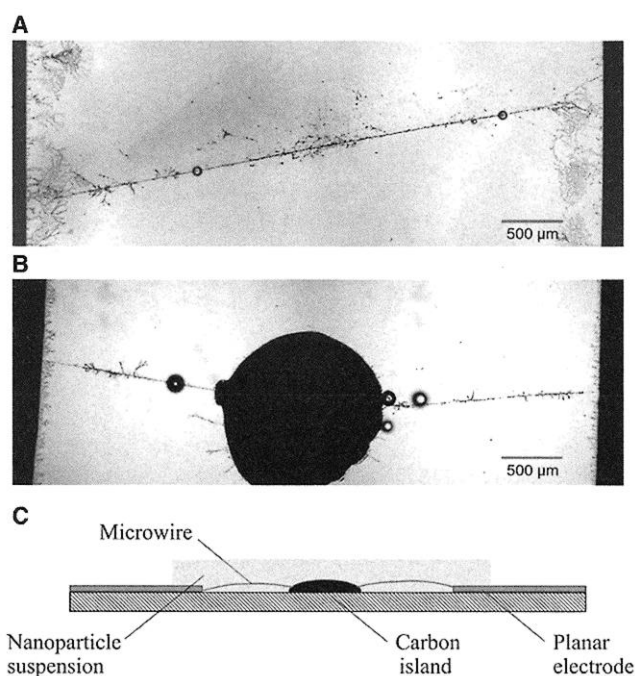 A
500 μm
B
500 μm
C
Microwire
Nanoparticle
suspension
Carbon
island
Planar
electrode